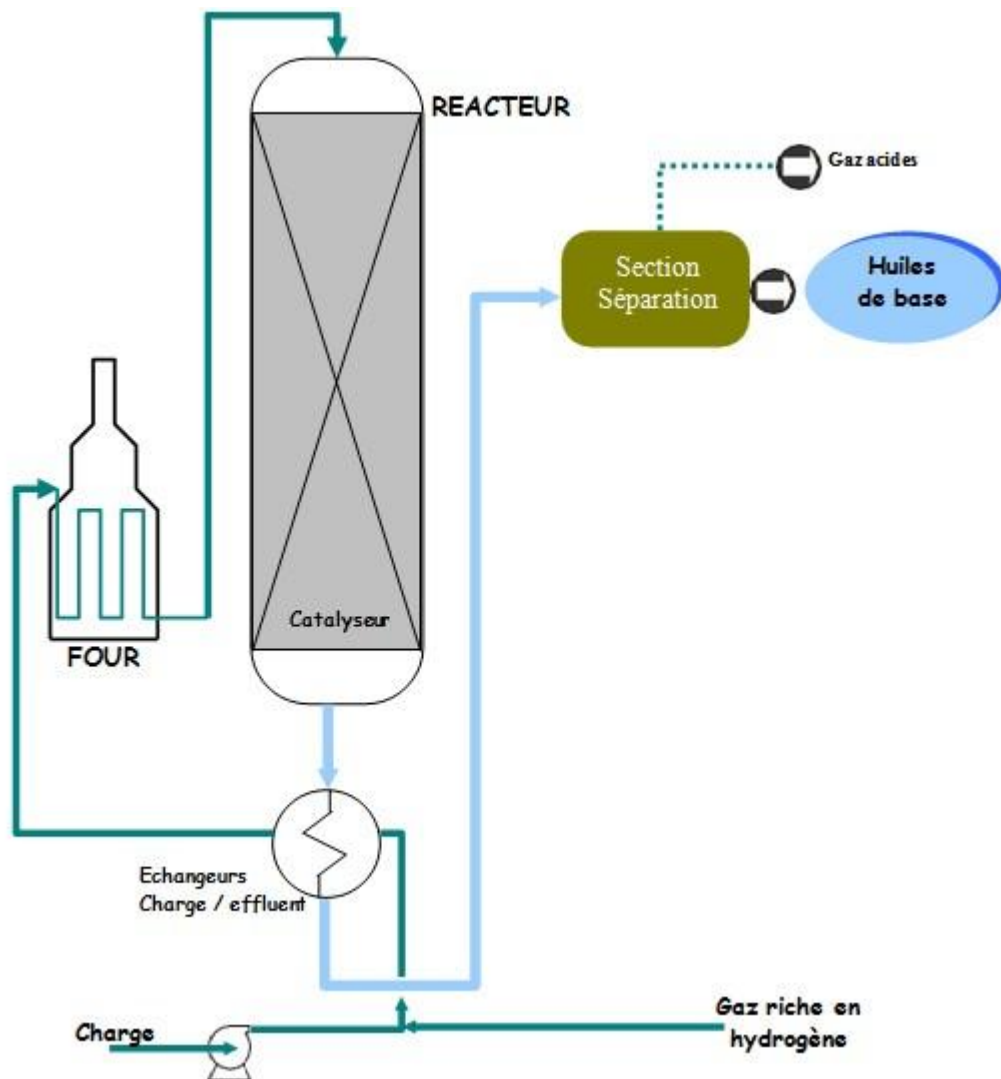 REACTEUR
Gaz acides
Section
Séparation
Huiles
de base
Catalyseur
FOUR
Echangeurs
Charge / effluent
Charge
Gaz riche en
hydrogène